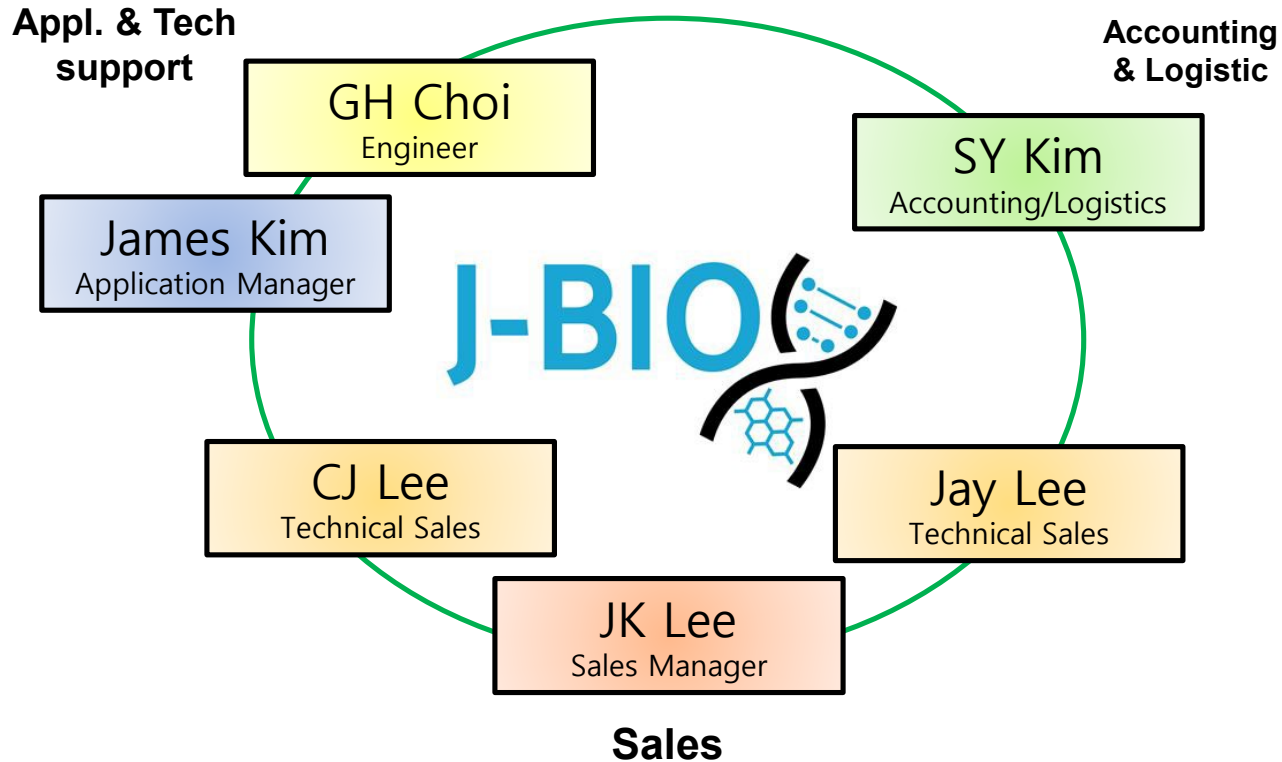 Appl. & Tech
support
Accounting
& Logistic
GH Choi
Engineer
SY Kim
Accounting/Logistics
James Kim
Application Manager
J-BIO
CJ Lee
Technical Sales
Jay Lee
Technical Sales
JK Lee
Sales Manager
Sales